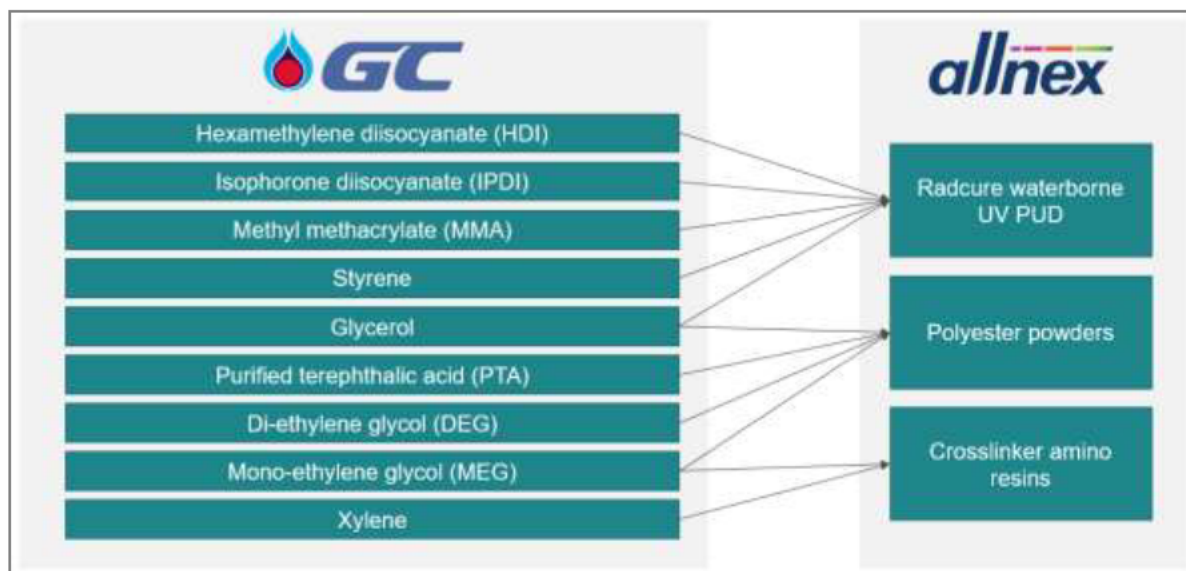 GC
allnex
Hexamethylene diisocyanate (HDI)
Isophorone diisocyanate (IPDI)
Methyl methacrylate (MMA)
Styrene
Glycerol
Purified terephthalic acid (PTA)
Di-ethylene glycol (DEG)
Mono-ethylene glycol (MEG)
Xylene
Radcure waterborne
UV PUD
Polyester powders
Crosslinker amino
resins